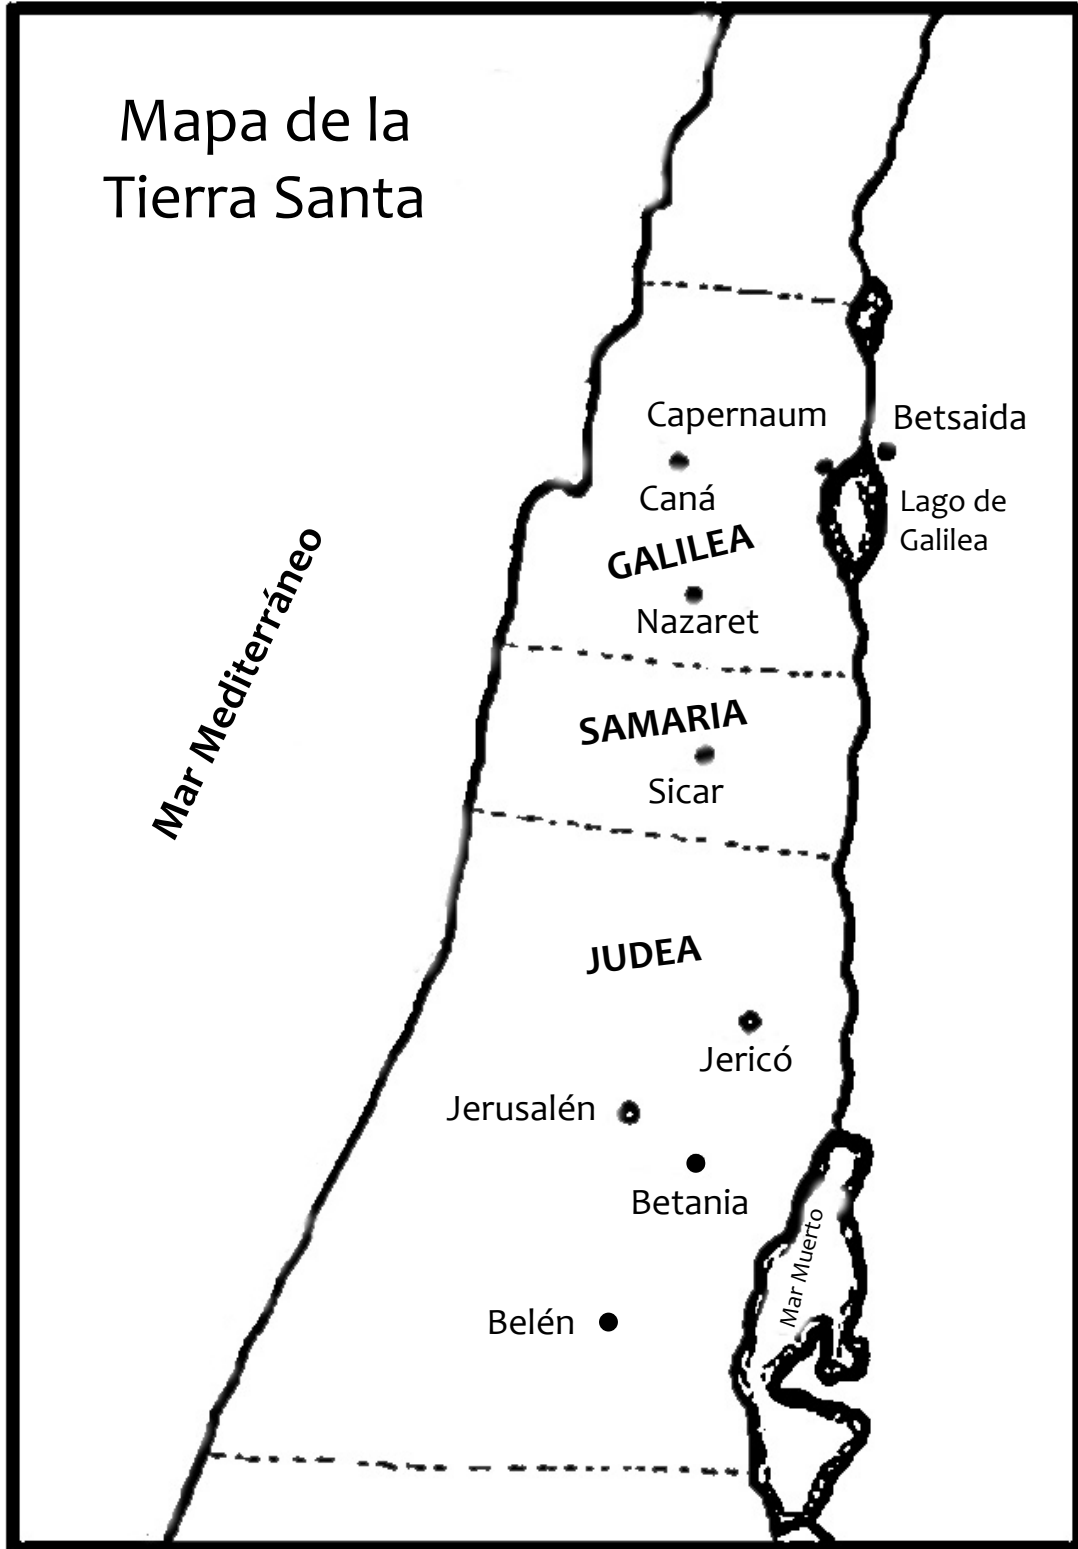 Mapa de la
Tierra Santa
Capernaum
Betsaida
Caná
Lago de
Galilea
GALILEA
Nazaret
Mar Mediterráneo
SAMARIA
Sicar
JUDEA
Jericó
Jerusalén
Betania
Mar Muerto
Belén